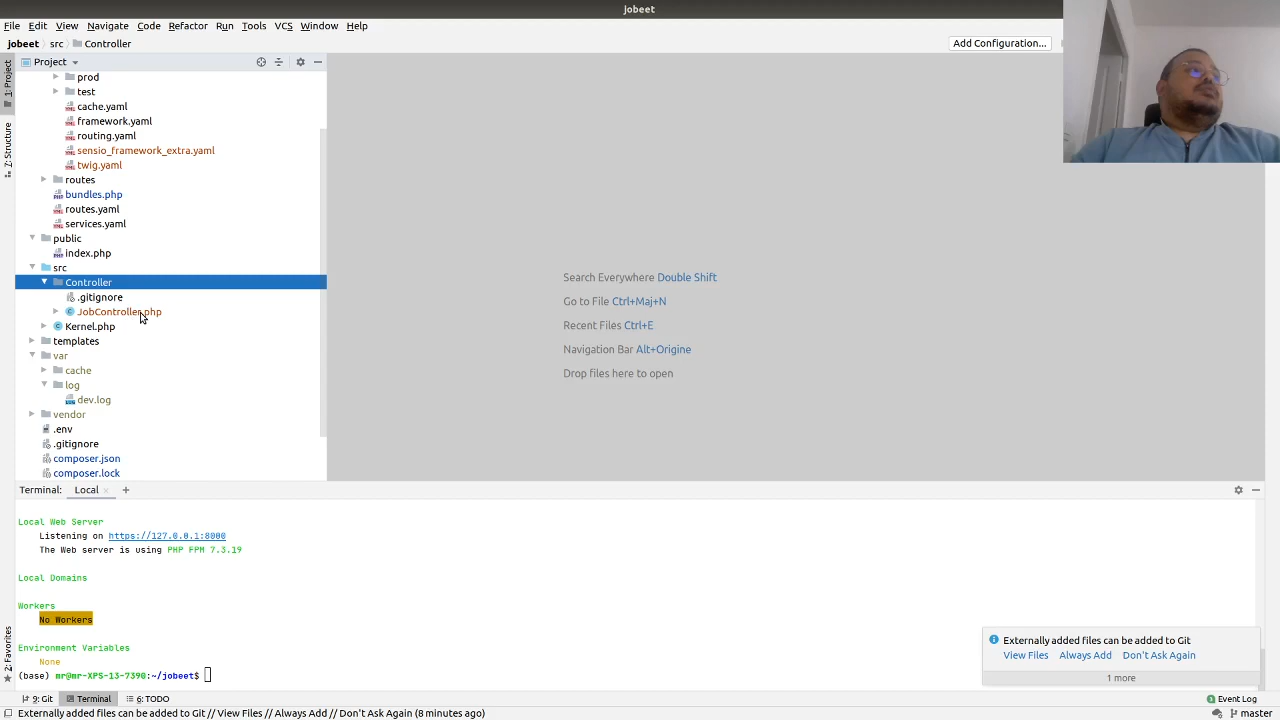 jobeet
File Edit View Navigate Code Refactor Run Tools VCS Window Help
jobeet src Controller Add Configuration...
1: Project
Project
prod
test
cache.yaml
framework.yaml
routing.yaml
sensio_framework_extra.yaml
twig.yaml
routes
bundles.php
routes.yaml
services.yaml
public
index.php
src
Controller
.gitignore
JobController.php
Kernel.php
templates
var
cache
log
dev.log
vendor
.env
.gitignore
composer.json
composer.lock
7: Structure
2: Favorites
Search Everywhere Double Shift
Go to File Ctrl+Maj+N
Recent Files Ctrl+E
Navigation Bar Alt+Origine
Drop files here to open
Terminal: Local +
Local Web Server
Listening on https://127.0.0.1:8000
The Web server is using PHP FPM 7.3.19
Local Domains
Workers
No Workers
Environment Variables
None
(base) mr@mr-XPS-13-7390:~/jobeet$
Externally added files can be added to Git
View Files Always Add Don't Ask Again
1 more
9: Git Terminal 6: TODO Event Log
Externally added files can be added to Git // View Files // Always Add // Don't Ask Again (8 minutes ago) master